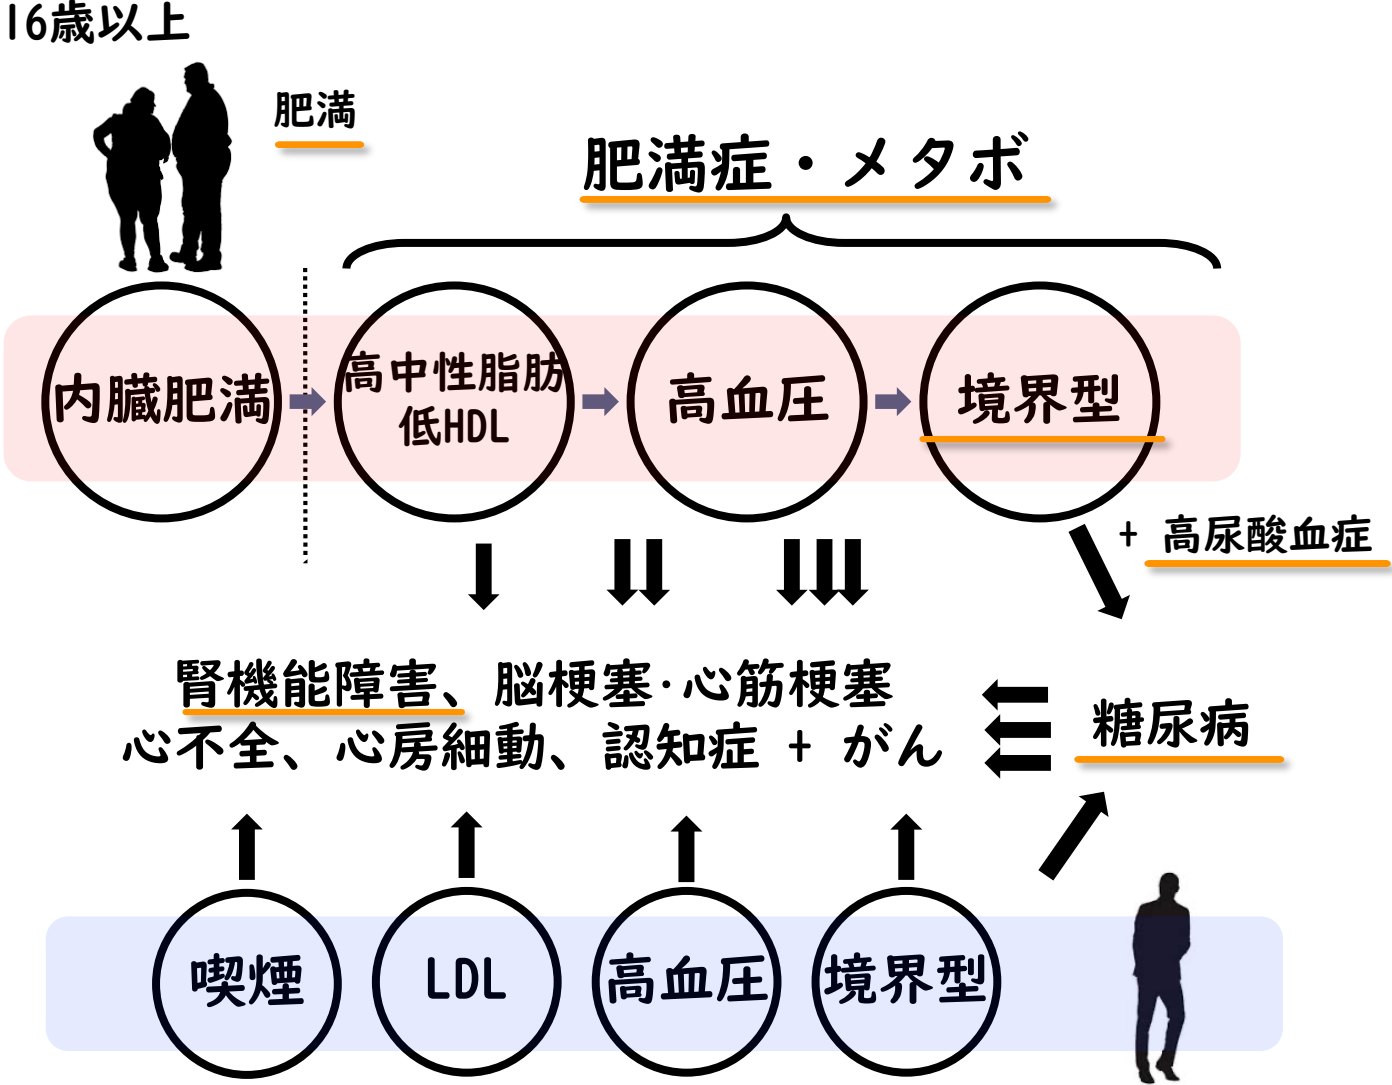 16歳以上
肥満
肥満症・メタボ
内臓肥満
高中性脂肪
低HDL
高血圧
境界型
+ 高尿酸血症
腎機能障害、脳梗塞・心筋梗塞
心不全、心房細動、認知症 + がん
糖尿病
喫煙
LDL
高血圧
境界型